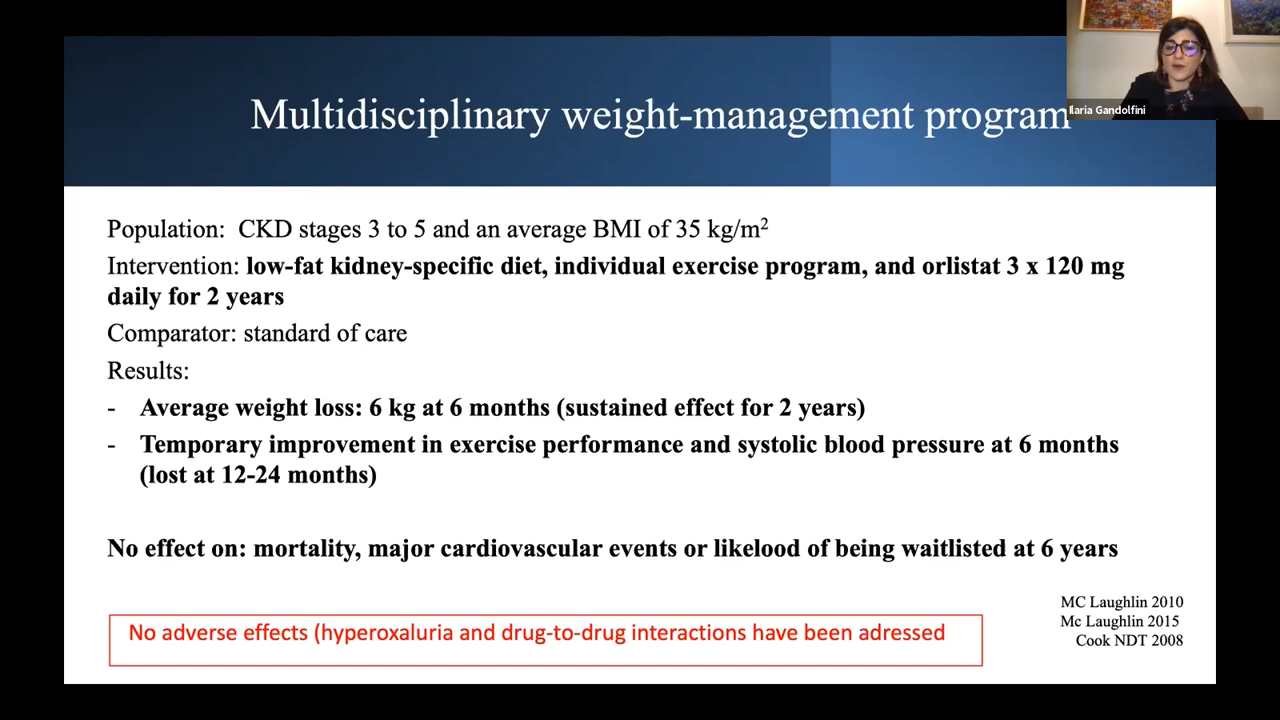 Multidisciplinary weight-management program
Ilaria Gandolfini
Population: CKD stages 3 to 5 and an average BMI of 35 kg/m²
Intervention: low-fat kidney-specific diet, individual exercise program, and orlistat 3 x 120 mg
daily for 2 years
Comparator: standard of care
Results:
- Average weight loss: 6 kg at 6 months (sustained effect for 2 years)
- Temporary improvement in exercise performance and systolic blood pressure at 6 months
(lost at 12-24 months)
No effect on: mortality, major cardiovascular events or likelood of being waitlisted at 6 years
MC Laughlin 2010
Mc Laughlin 2015
Cook NDT 2008
No adverse effects (hyperoxaluria and drug-to-drug interactions have been adressed